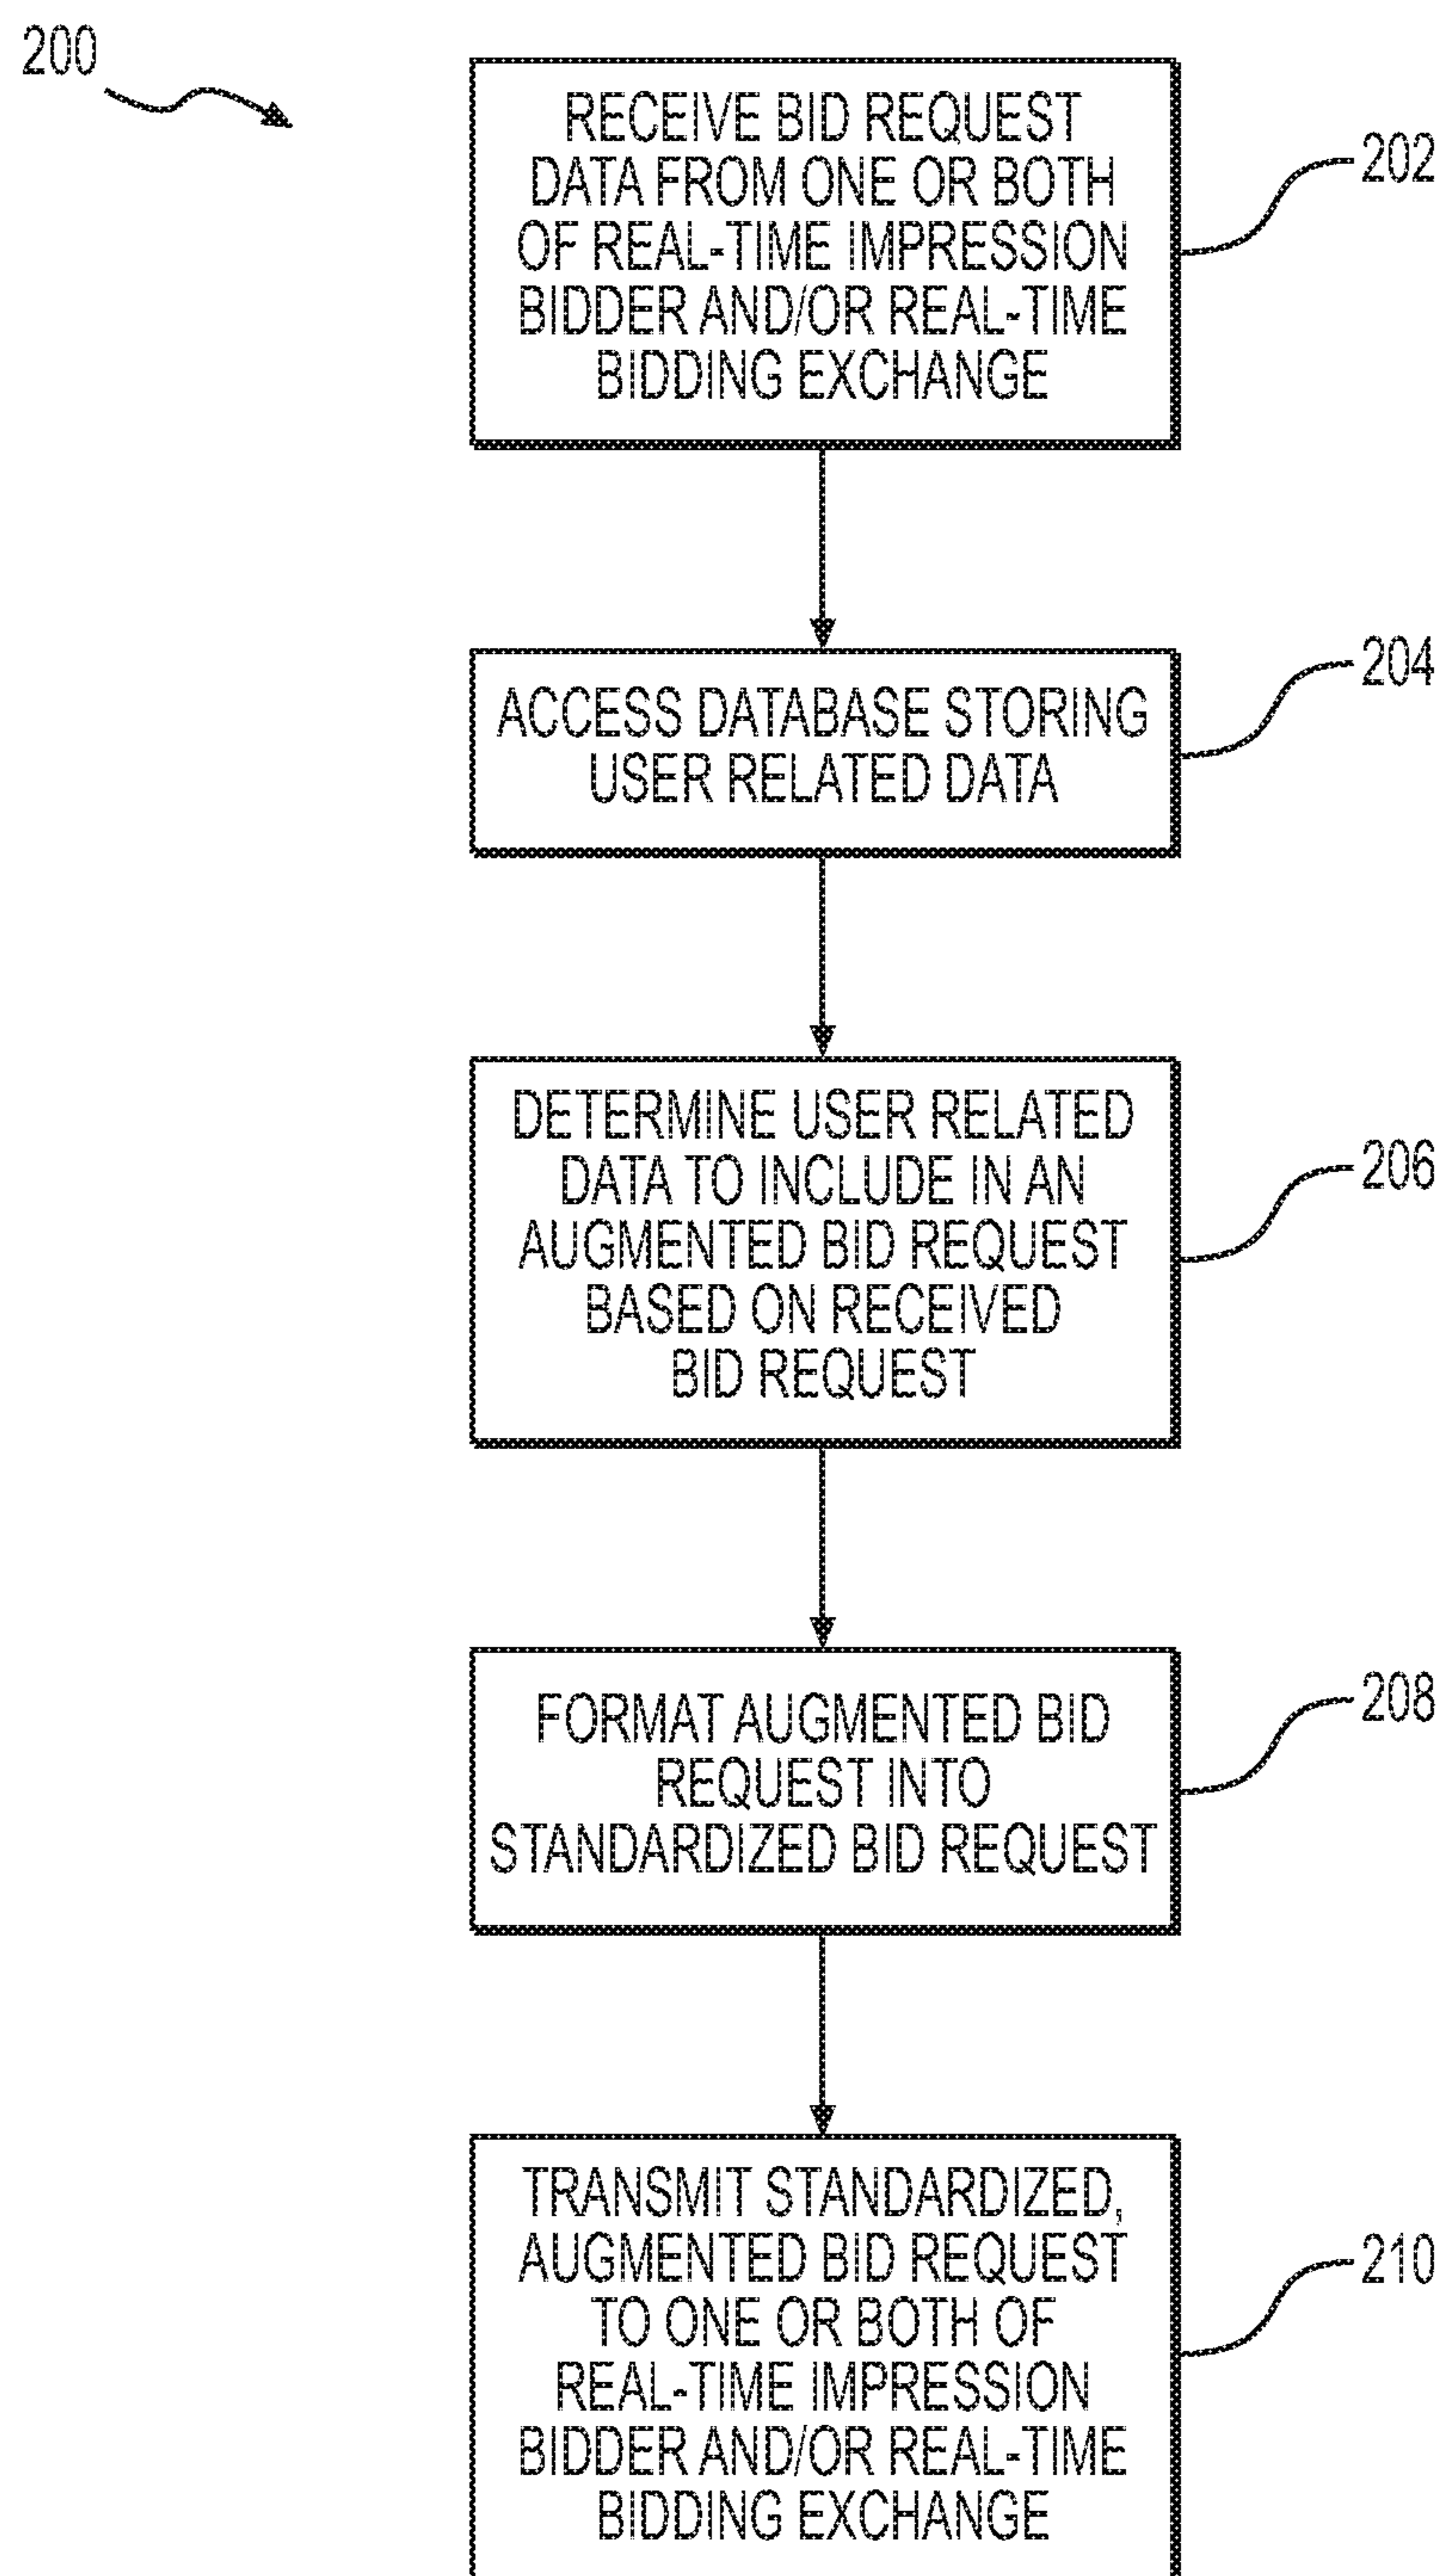 200
RECEIVE BID REQUEST
DATA FROM ONE OR BOTH
OF REAL-TIME IMPRESSION
BIDDER AND/OR REAL-TIME
BIDDING EXCHANGE
202
ACCESS DATABASE STORING
USER RELATED DATA
204
DETERMINE USER RELATED
DATA TO INCLUDE IN AN
AUGMENTED BID REQUEST
BASED ON RECEIVED
BID REQUEST
206
FORMAT AUGMENTED BID
REQUEST INTO
STANDARDIZED BID REQUEST
208
TRANSMIT STANDARDIZED,
AUGMENTED BID REQUEST
TO ONE OR BOTH OF
REAL-TIME IMPRESSION
BIDDER AND/OR REAL-TIME
BIDDING EXCHANGE
210